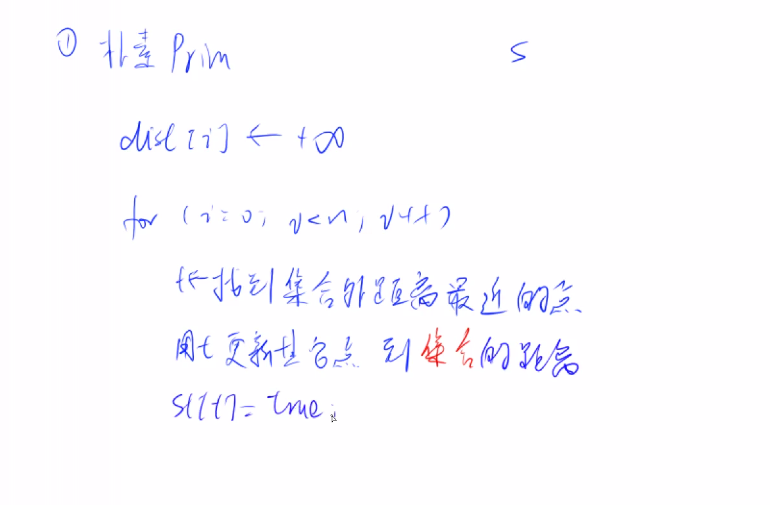 ① 朴素 Prim S
dist[i] ← +∞
for (i=0; i<n; i++)
t ← 找到集合外距离最近的点
用 t 更新其它点 到 集合的距离
s[t] = true;